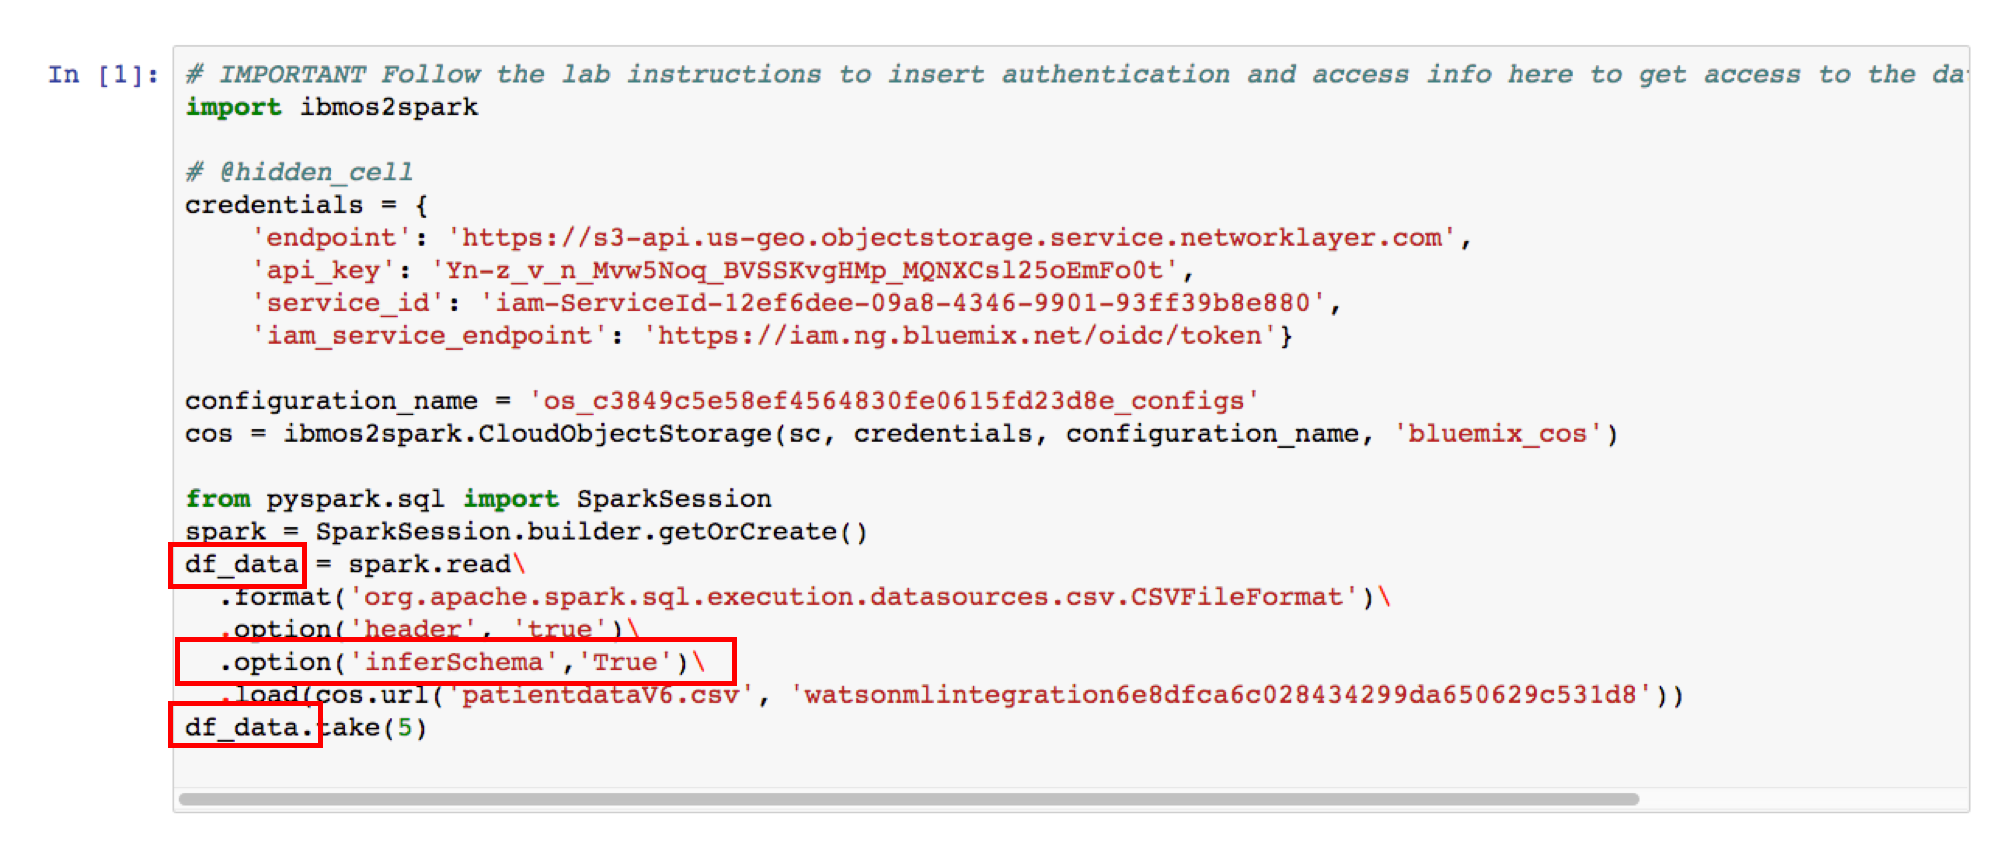 In [1]: # IMPORTANT Follow the lab instructions to insert authentication and access info here to get access to the da
import ibmos2spark
# @hidden_cell
credentials = {
'endpoint': 'https://s3-api.us-geo.objectstorage.service.networklayer.com',
'api_key': 'Yn-z_v_n_Mvw5Noq_BVSSKvgHMp_MQNXCsl25oEmFo0t',
'service_id': 'iam-ServiceId-12ef6dee-09a8-4346-9901-93ff39b8e880',
'iam_service_endpoint': 'https://iam.ng.bluemix.net/oidc/token'}
configuration_name = 'os_c3849c5e58ef4564830fe0615fd23d8e_configs'
cos = ibmos2spark.CloudObjectStorage(sc, credentials, configuration_name, 'bluemix_cos')
from pyspark.sql import SparkSession
spark = SparkSession.builder.getOrCreate()
df_data = spark.read\
.format('org.apache.spark.sql.execution.datasources.csv.CSVFileFormat')\
.option('header', 'true')\
.option('inferSchema','True')\
.load(cos.url('patientdataV6.csv', 'watsonmlintegration6e8dfca6c028434299da650629c531d8'))
df_data.take(5)